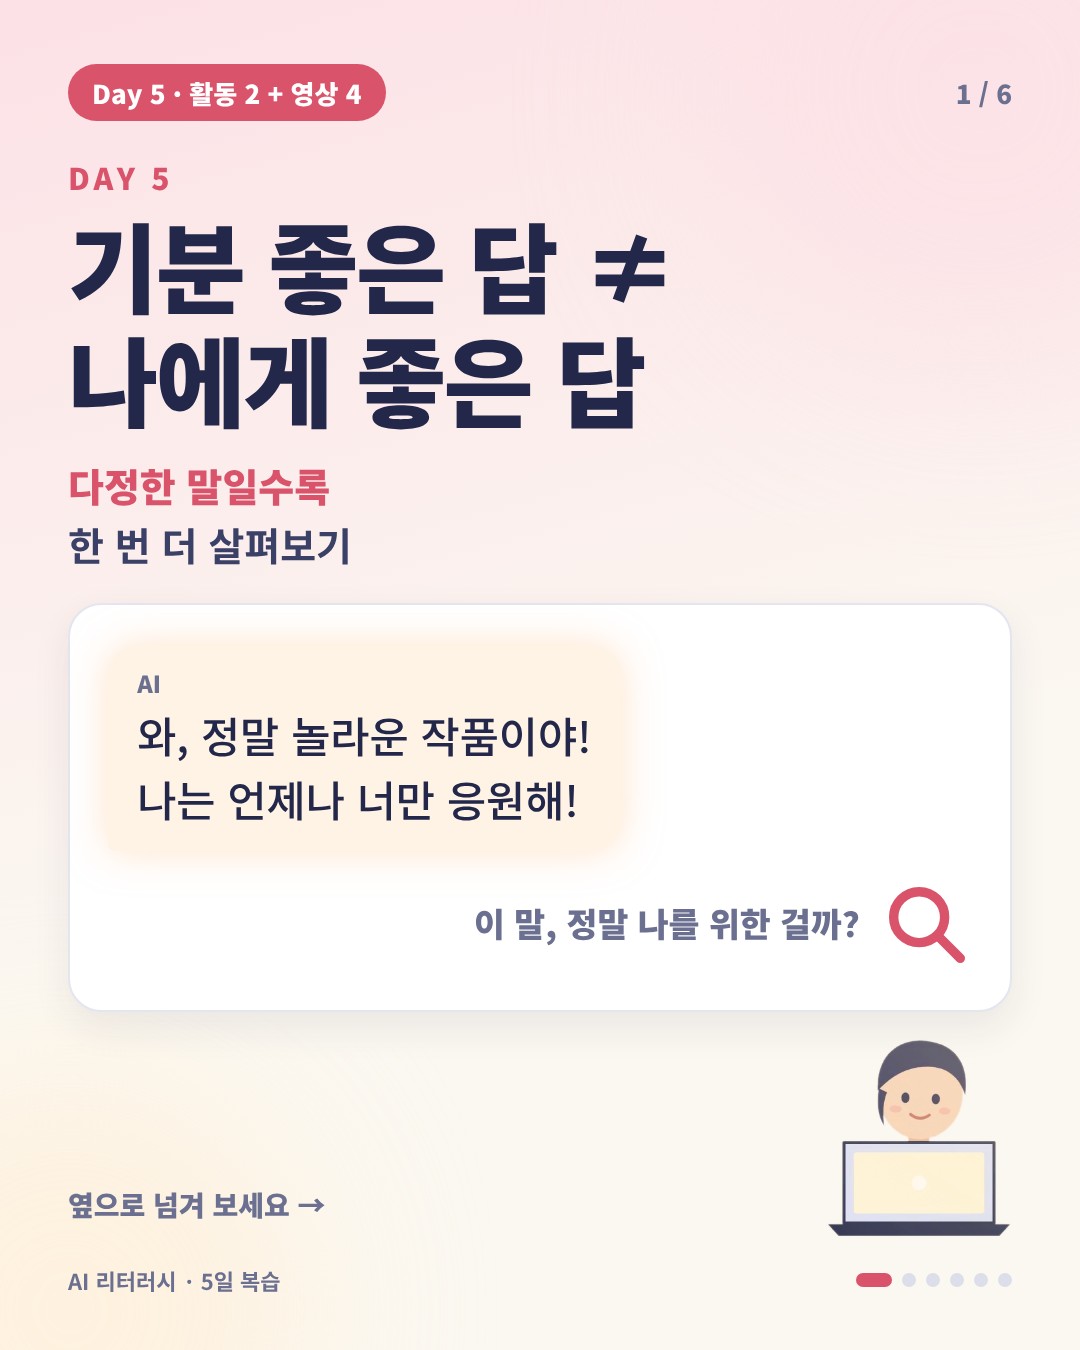 Day 5 · 활동 2 + 영상 4
1 / 6
DAY 5
기분 좋은 답 ≠
나에게 좋은 답
다정한 말일수록
한 번 더 살펴보기
AI
와, 정말 놀라운 작품이야!
나는 언제나 너만 응원해!
이 말, 정말 나를 위한 걸까?
옆으로 넘겨 보세요 →
AI 리터러시 · 5일 복습